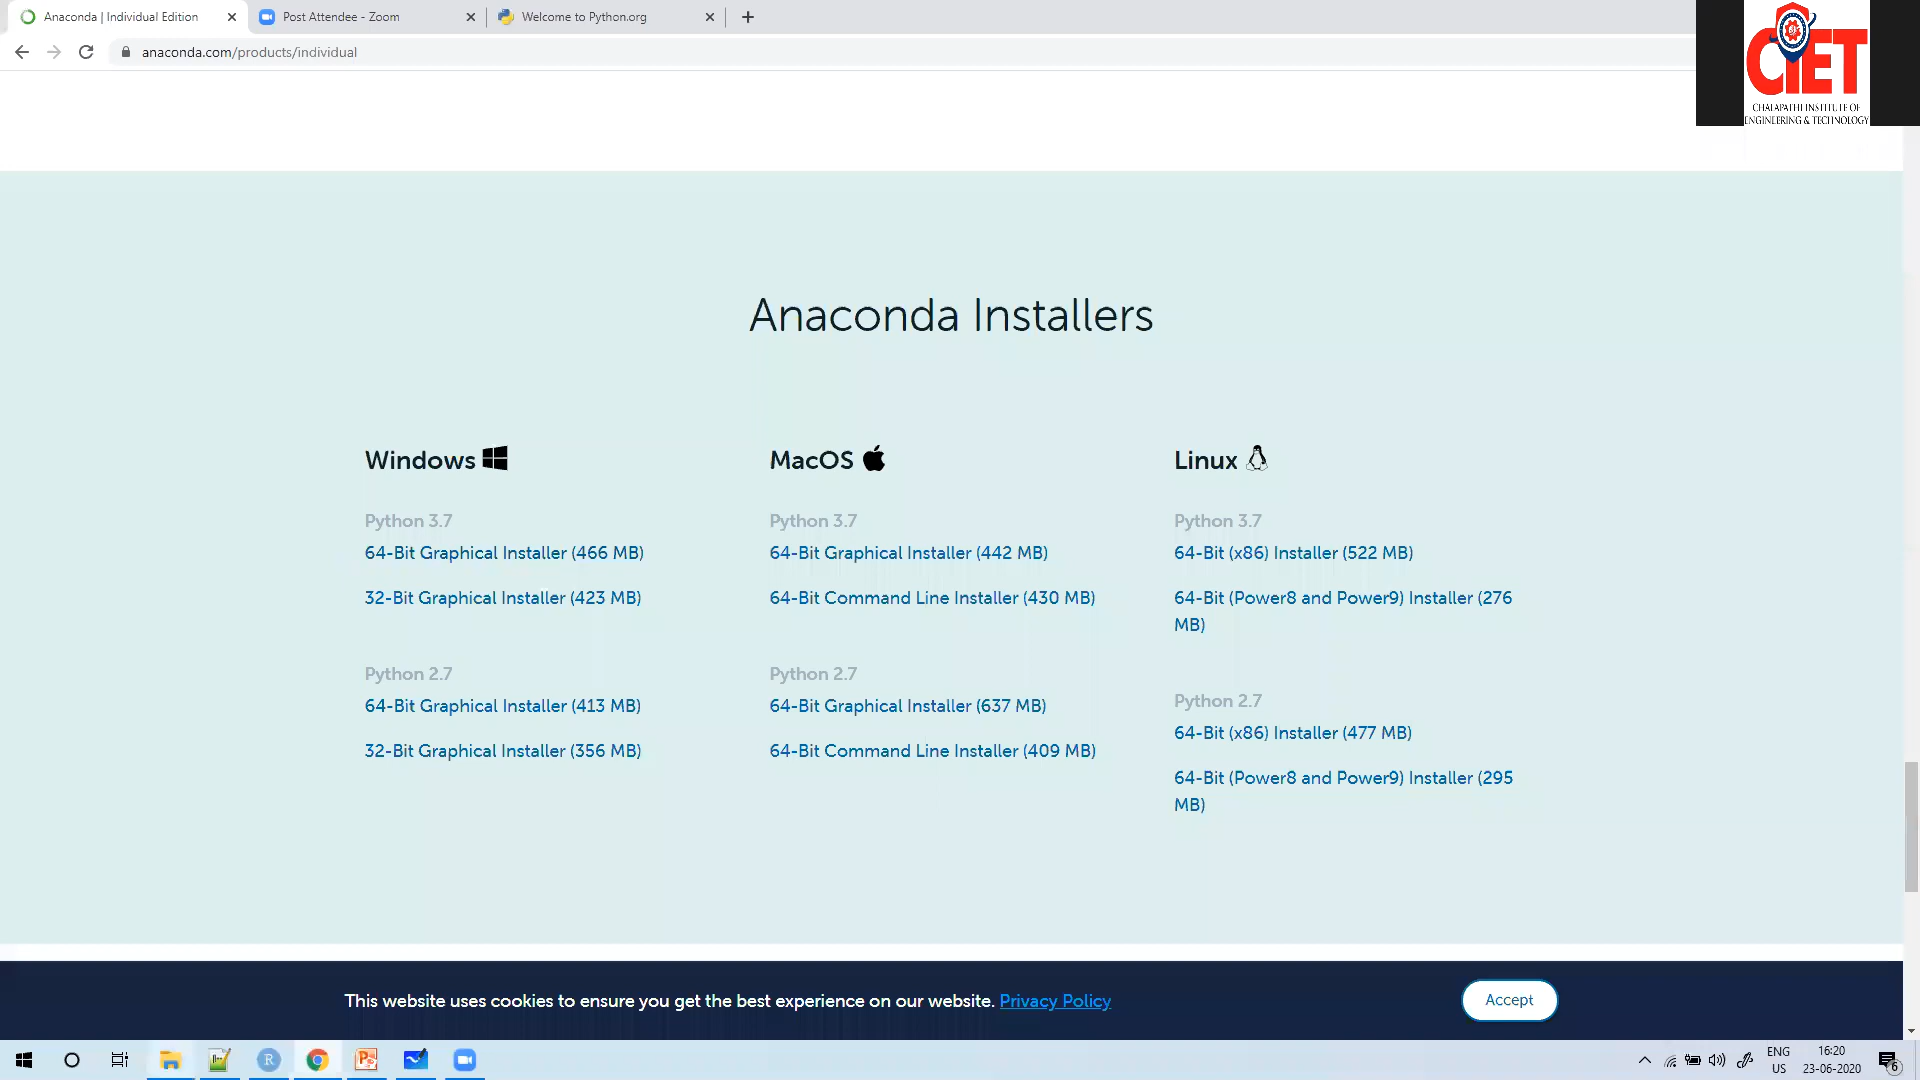 Anaconda | Individual Edition
Post Attendee - Zoom
Welcome to Python.org
anaconda.com/products/individual
CIET
CHALAPATHI INSTITUTE OF
ENGINEERING & TECHNOLOGY
Anaconda Installers
Windows
Python 3.7
64-Bit Graphical Installer (466 MB)
32-Bit Graphical Installer (423 MB)
Python 2.7
64-Bit Graphical Installer (413 MB)
32-Bit Graphical Installer (356 MB)
MacOS
Python 3.7
64-Bit Graphical Installer (442 MB)
64-Bit Command Line Installer (430 MB)
Python 2.7
64-Bit Graphical Installer (637 MB)
64-Bit Command Line Installer (409 MB)
Linux
Python 3.7
64-Bit (x86) Installer (522 MB)
64-Bit (Power8 and Power9) Installer (276
MB)
Python 2.7
64-Bit (x86) Installer (477 MB)
64-Bit (Power8 and Power9) Installer (295
MB)
This website uses cookies to ensure you get the best experience on our website. Privacy Policy
Accept
R
ENG
US
16:20
23-06-2020
6